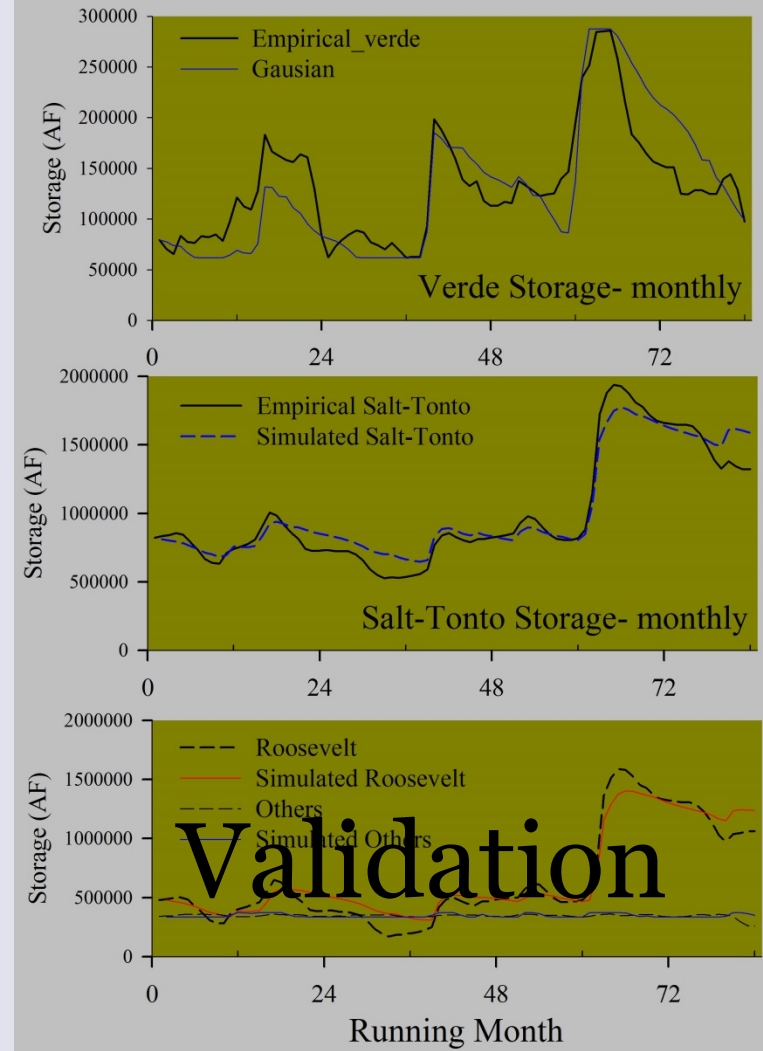 300000
Empirical_verde
Gausian
250000
200000
150000
100000
50000
0
Storage (AF)
Verde Storage- monthly
0 24 48 72
2000000
Empirical Salt-Tonto
Simulated Salt-Tonto
1500000
1000000
500000
0
Storage (AF)
Salt-Tonto Storage- monthly
0 24 48 72
2000000
Roosevelt
1500000
Simulated Roosevelt
Others
1000000
Simulated Others
Validation
500000
0
Storage (AF)
0 24 48 72
Running Month